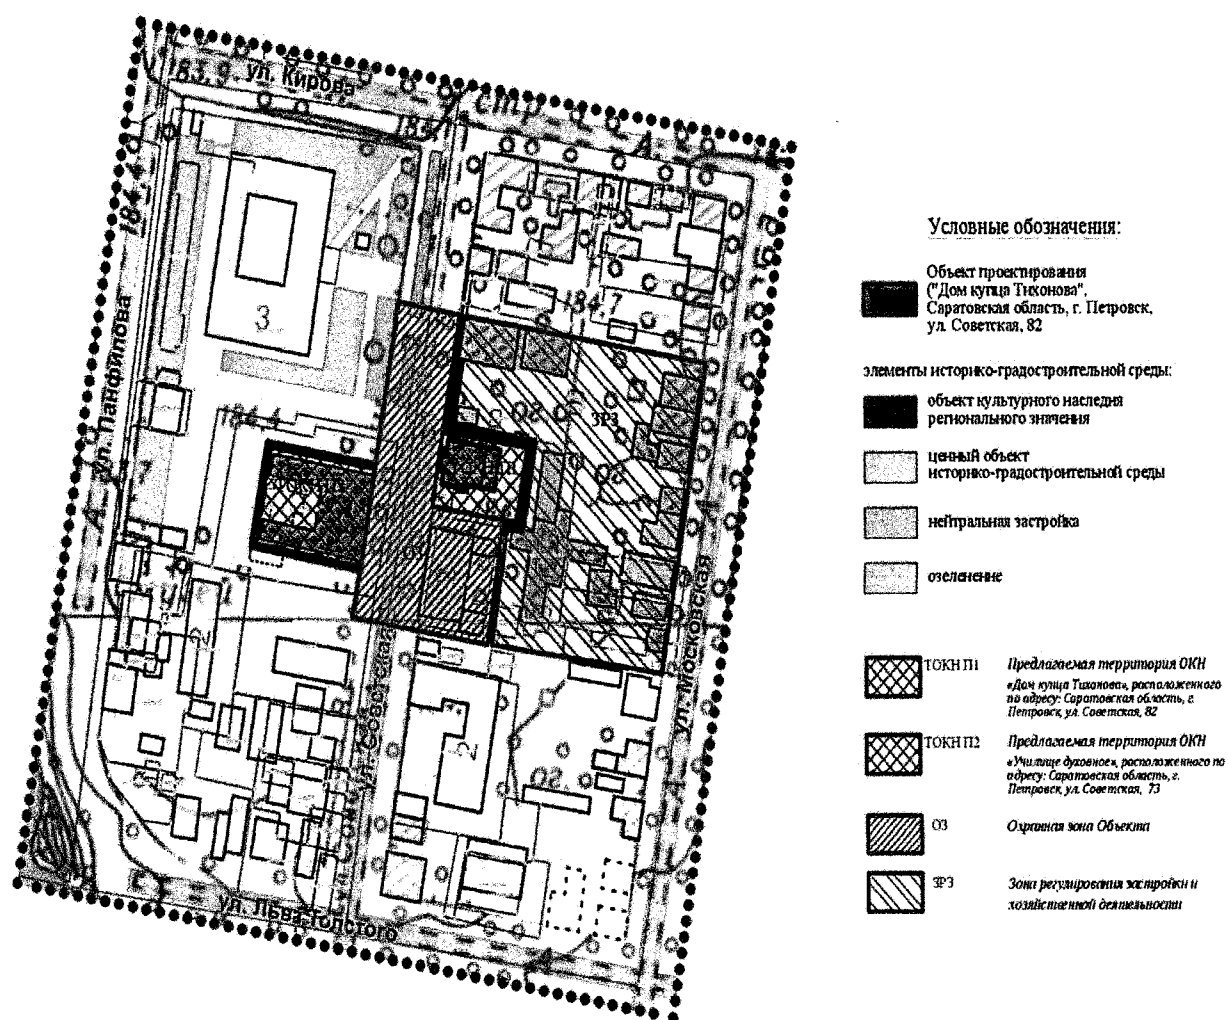 ул. Кирова
183,9
стр.
А.
184,4
184,7
3
ул. Панфилова
184,4
ЗРЗ
ОЗ
2
ул. Советская
ул. Московская
2
ул. Льва Толстого
Условные обозначения:
Объект проектирования
("Дом купца Тихонова",
Саратовская область, г. Петровск,
ул. Советская, 82
элементы историко-градостроительной среды:
объект культурного наследия
регионального значения
ценный объект
историко-градостроительной среды
нейтральная застройка
озеленение
ТОКН П1
Предлагаемая территория ОКН
«Дом купца Тихонова», расположенного
по адресу: Саратовская область, г.
Петровск, ул. Советская, 82
ТОКН П2
Предлагаемая территория ОКН
«Училище духовное», расположенного по
адресу: Саратовская область, г.
Петровск, ул. Советская, 73
ОЗ
Охранная зона Объекта
ЗРЗ
Зона регулирования застройки и
хозяйственной деятельности